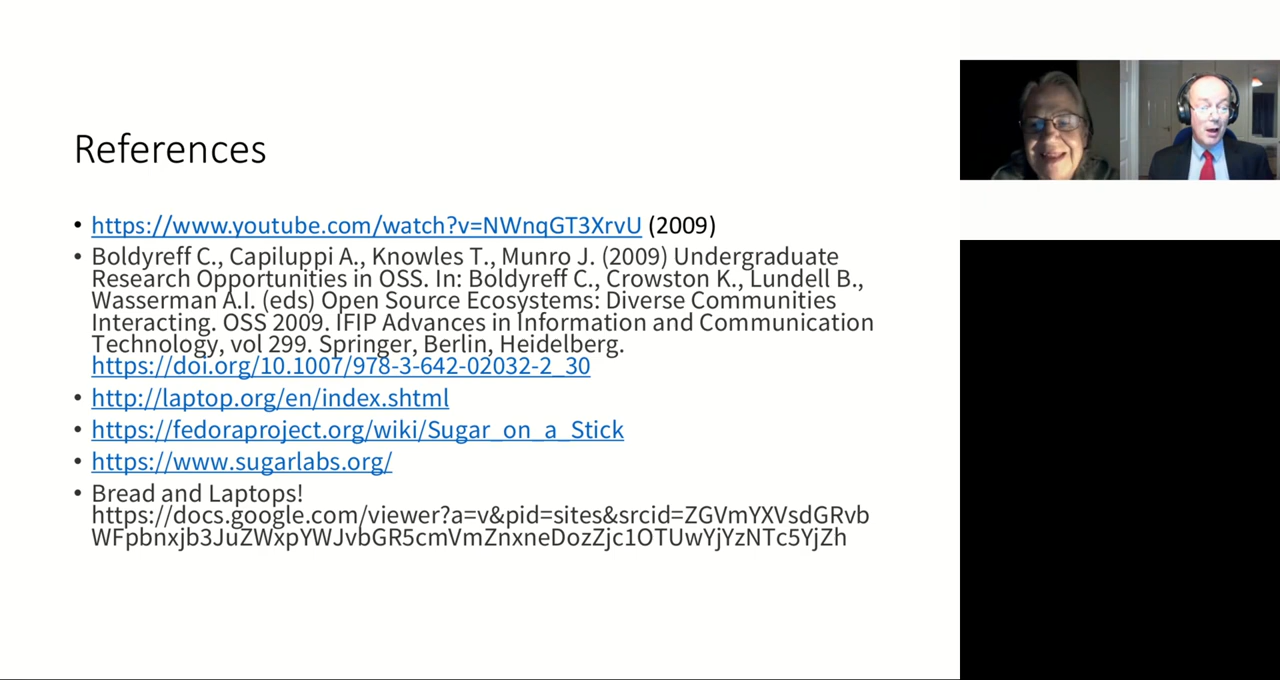 References
• https://www.youtube.com/watch?v=NWnqGT3XrvU (2009)
• Boldyreff C., Capiluppi A., Knowles T., Munro J. (2009) Undergraduate
Research Opportunities in OSS. In: Boldyreff C., Crowston K., Lundell B.,
Wasserman A.I. (eds) Open Source Ecosystems: Diverse Communities
Interacting. OSS 2009. IFIP Advances in Information and Communication
Technology, vol 299. Springer, Berlin, Heidelberg.
https://doi.org/10.1007/978-3-642-02032-2_30
• http://laptop.org/en/index.shtml
• https://fedoraproject.org/wiki/Sugar_on_a_Stick
• https://www.sugarlabs.org/
• Bread and Laptops!
https://docs.google.com/viewer?a=v&pid=sites&srcid=ZGVmYXVsdGRvb
WFpbnxjb3JuZWxpYWJvbGR5cmVmZnxneDozZjc1OTUwYjYzNTc5YjZh